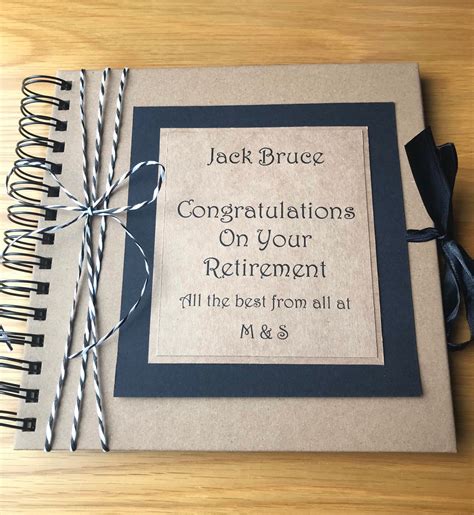 Jack Bruce
Congratulations
On Your
Retirement
All the best from all at
M & S